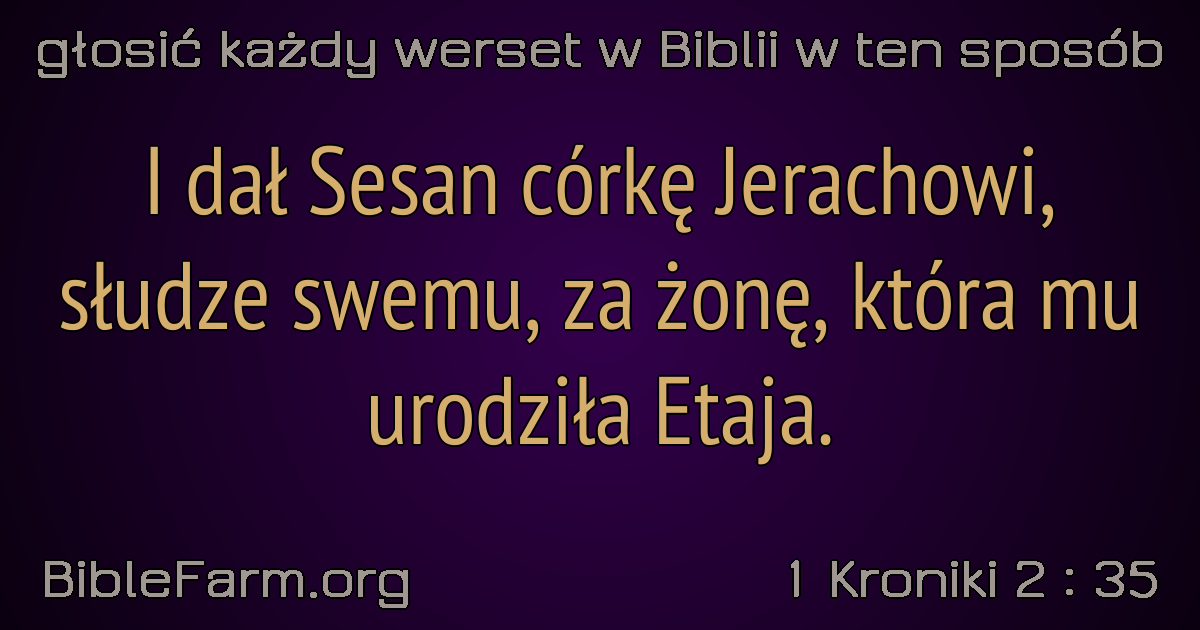 głosić każdy werset w Biblii w ten sposób
I dał Sesan córkę Jerachowi,
słudze swemu, za żonę, która mu
urodziła Etaja.
BibleFarm.org
1 Kroniki 2 : 35